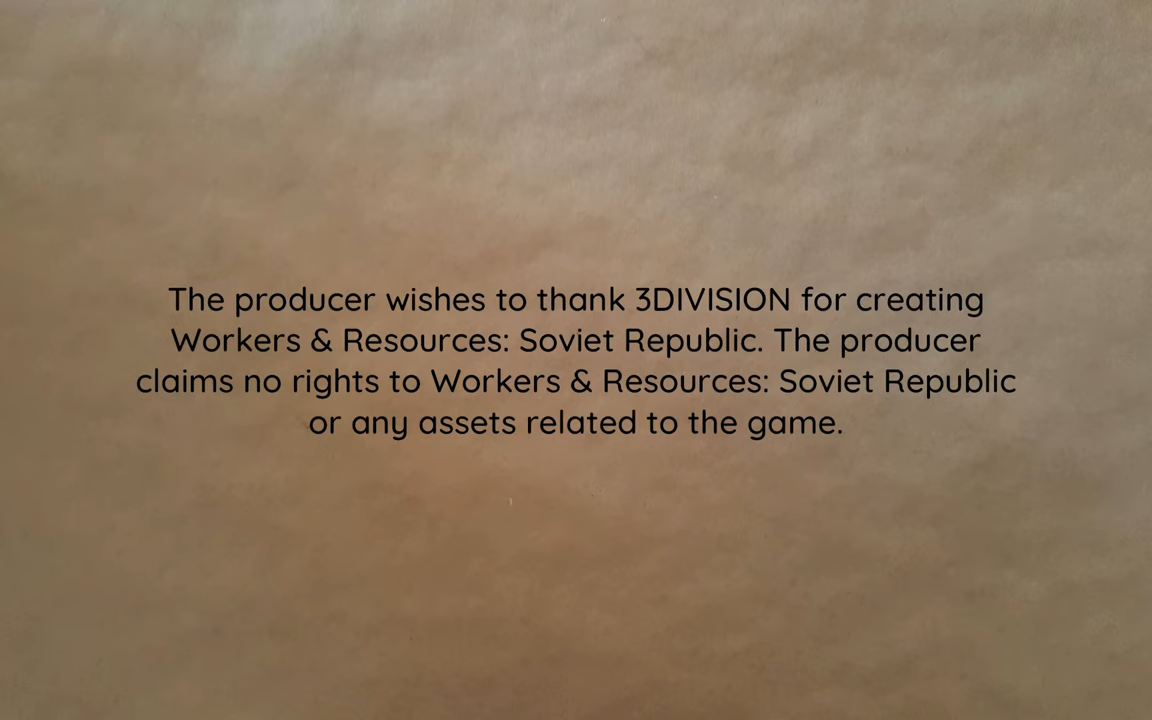 The producer wishes to thank 3DIVISION for creating
Workers & Resources: Soviet Republic. The producer
claims no rights to Workers & Resources: Soviet Republic
or any assets related to the game.